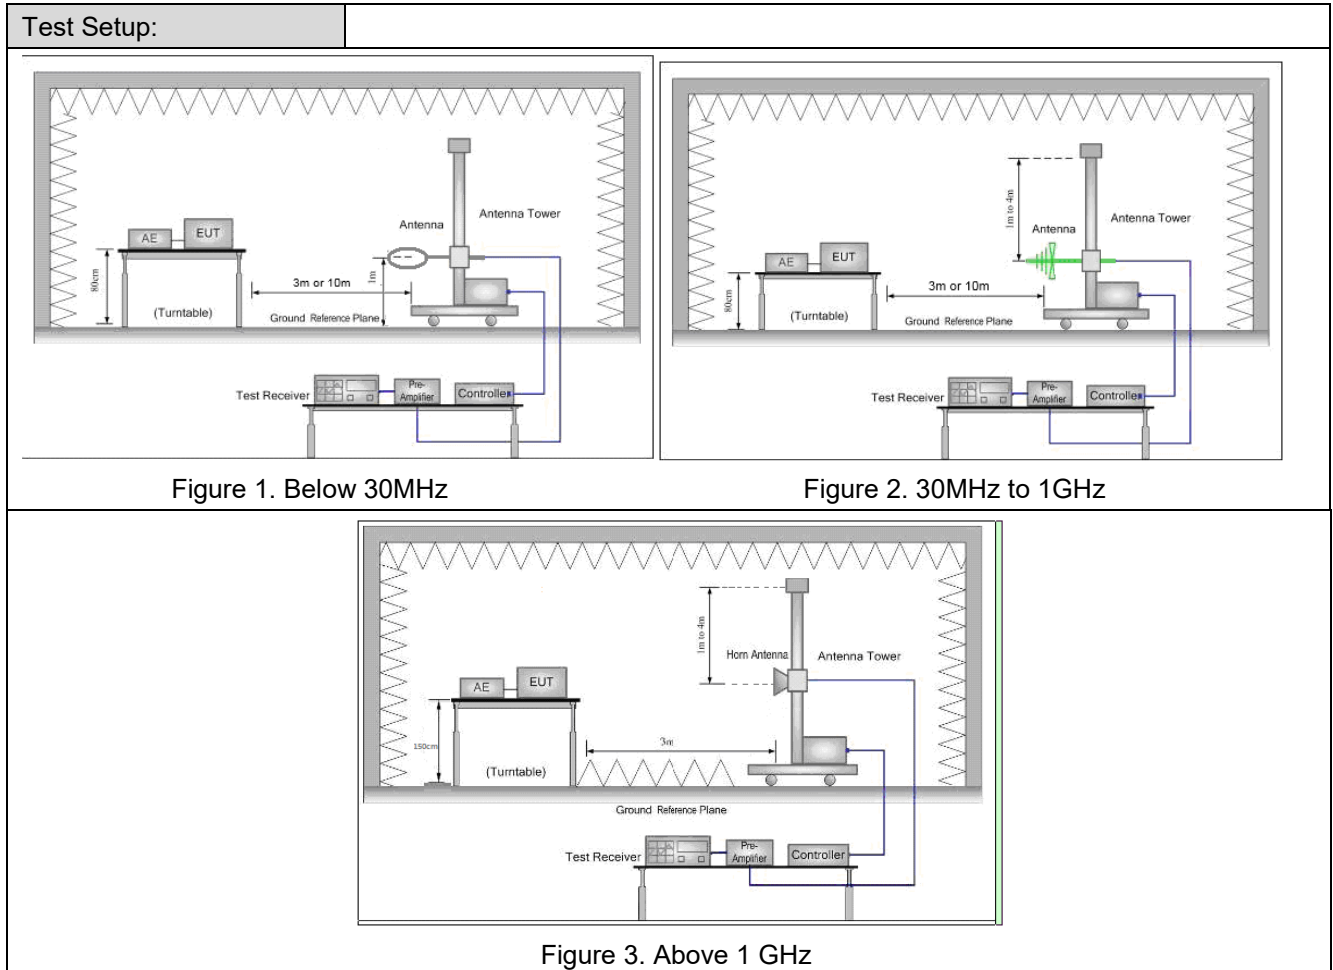 Test Setup:
Antenna
Antenna Tower
AE
EUT
80cm
1m
3m or 10m
(Turntable)
Ground Reference Plane
Test Receiver
Pre-
Amplifier
Controller
Figure 1. Below 30MHz
1m to 4m
Antenna
Antenna Tower
AE
EUT
80cm
3m or 10m
(Turntable)
Ground Reference Plane
Test Receiver
Pre-
Amplifier
Controller
Figure 2. 30MHz to 1GHz
1m to 4m
Horn Antenna
Antenna Tower
AE
EUT
150cm
3m
(Turntable)
Ground Reference Plane
Test Receiver
Pre-
Amplifier
Controller
Figure 3. Above 1 GHz